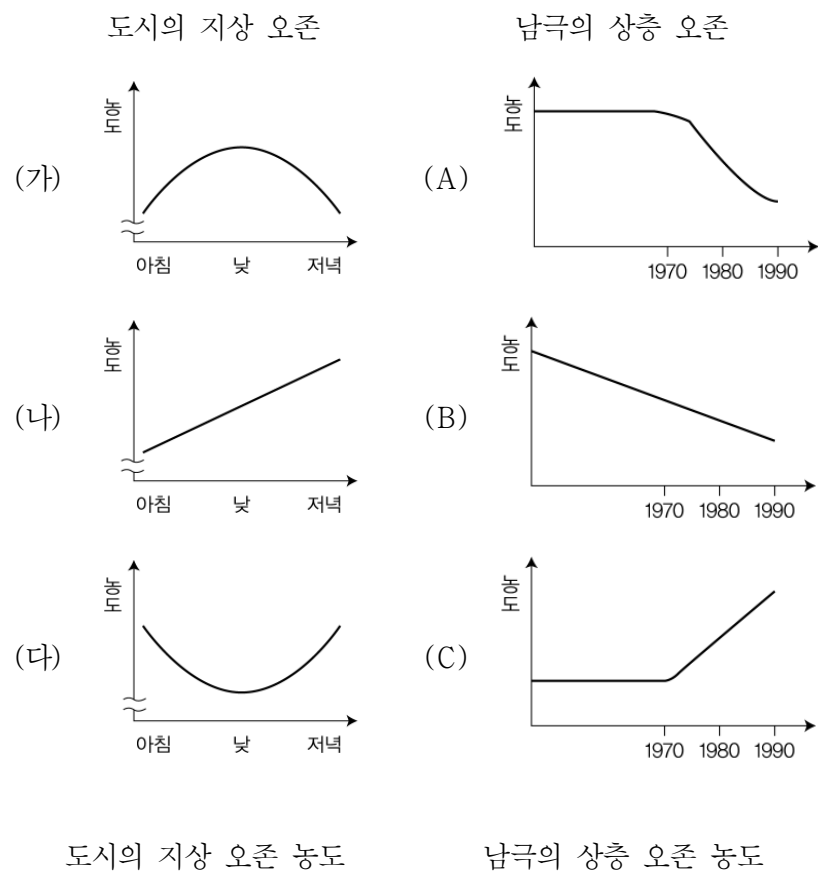 도시의 지상 오존 남극의 상층 오존
(가) 농도 (A) 농도
아침 낮 저녁 1970 1980 1990
(나) 농도 (B) 농도
아침 낮 저녁 1970 1980 1990
(다) 농도 (C) 농도
아침 낮 저녁 1970 1980 1990
도시의 지상 오존 농도 남극의 상층 오존 농도